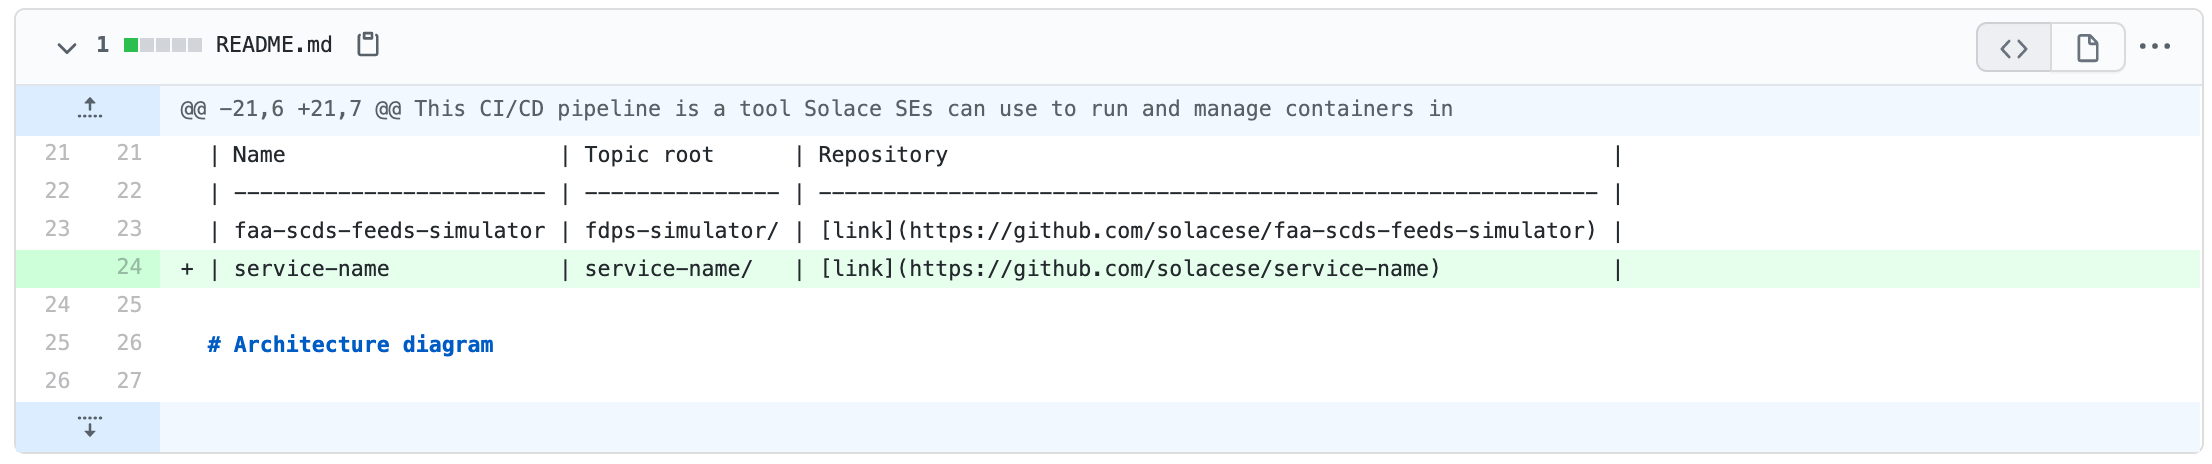 1 README.md
@@ -21,6 +21,7 @@ This CI/CD pipeline is a tool Solace SEs can use to run and manage containers in
21 21 | Name                     | Topic root      | Repository                                                   |
22 22 | ------------------------ | --------------- | ------------------------------------------------------------ |
23 23 | faa-scds-feeds-simulator | fdps-simulator/ | [link](https://github.com/solacese/faa-scds-feeds-simulator) |
24 + | service-name             | service-name/   | [link](https://github.com/solacese/service-name)             |
24 25
25 26 # Architecture diagram
26 27